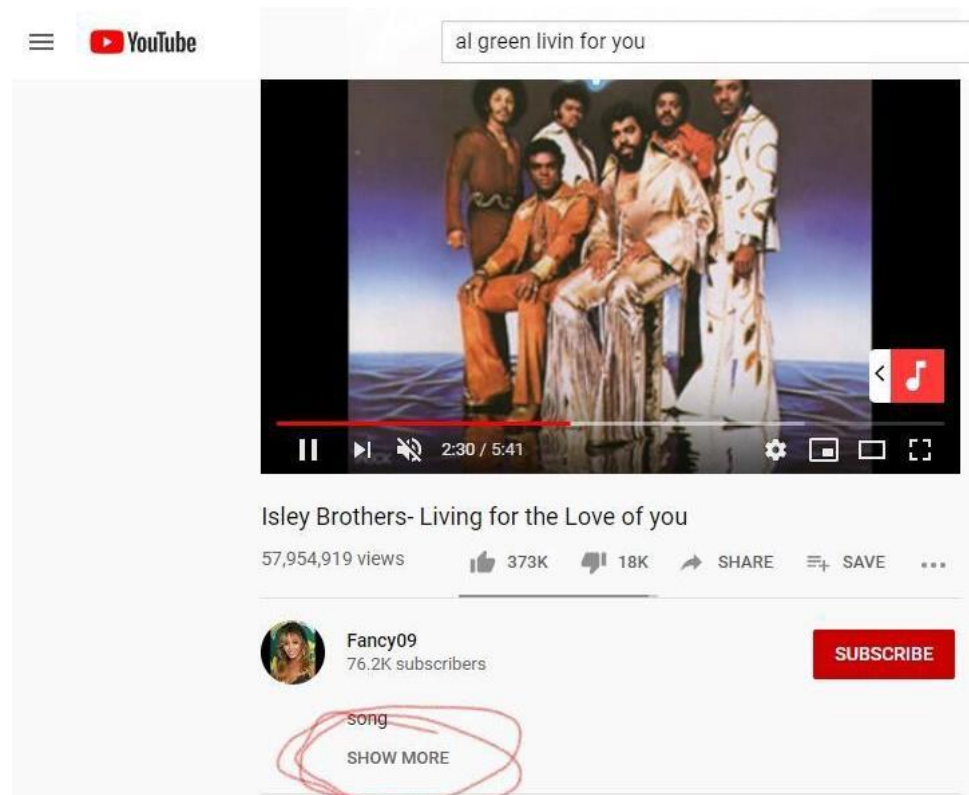 YouTube
al green livin for you
2:30 / 5:41
Isley Brothers- Living for the Love of you
57,954,919 views 373K 18K SHARE SAVE
Fancy09
76.2K subscribers
SUBSCRIBE
song
SHOW MORE